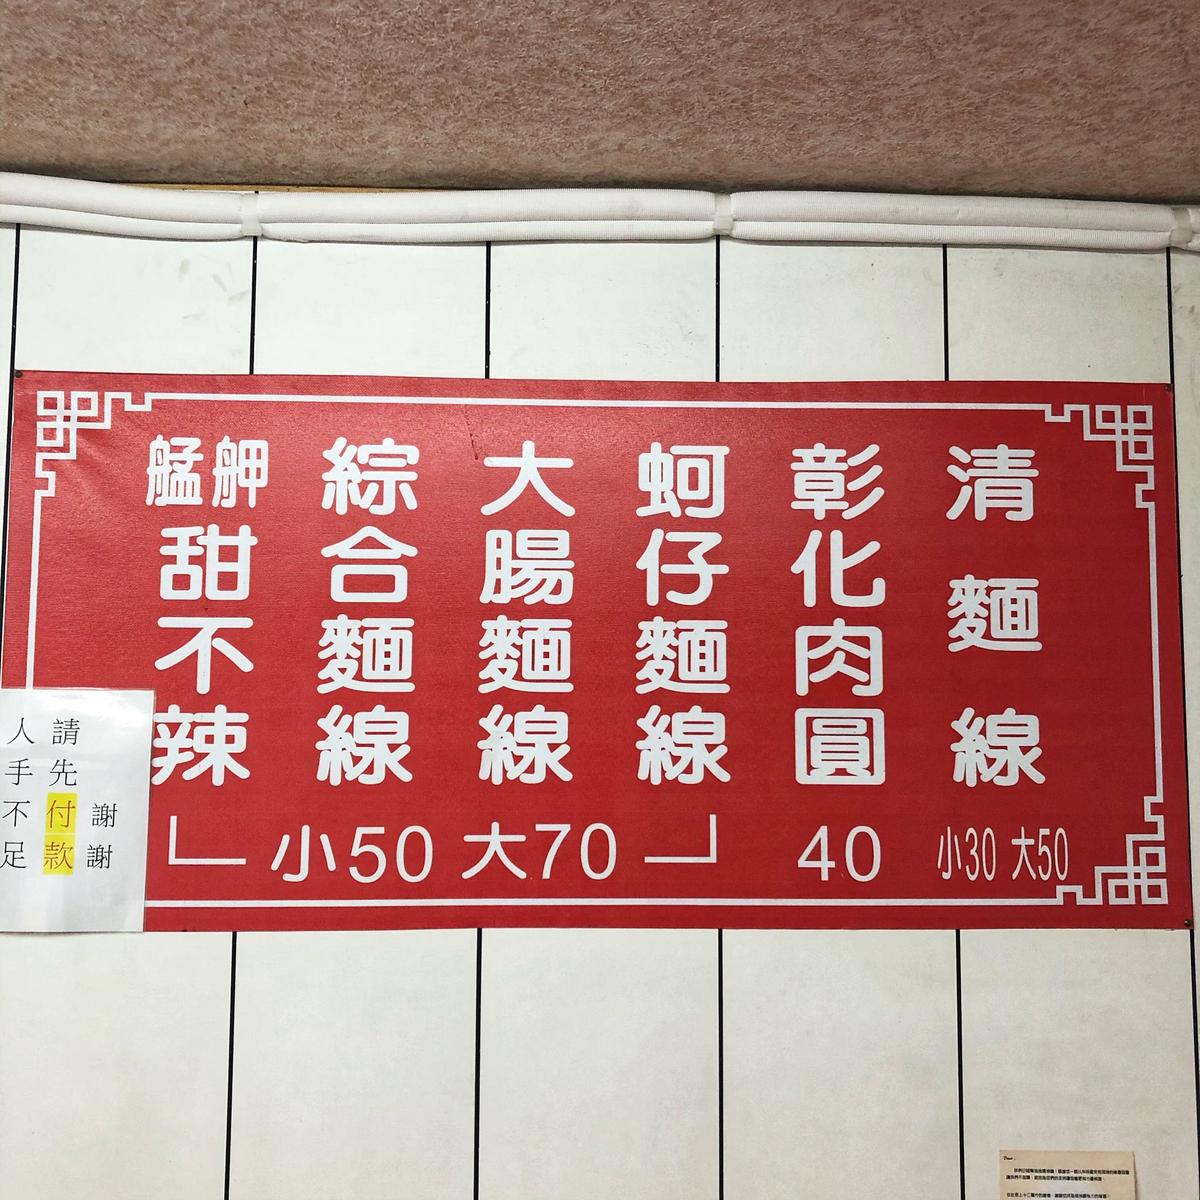 艋舺甜不辣
綜合麵線
大腸麵線
蚵仔麵線
彰化肉圓
清麵線
小50 大70
40
小30 大50
人手不足
請先付款
謝謝